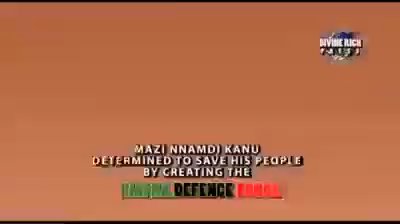 DIVINE RICH
MAZI NNAMDI KANU
DETERMINED TO SAVE HIS PEOPLE
BY CREATING THE
DEFENCE